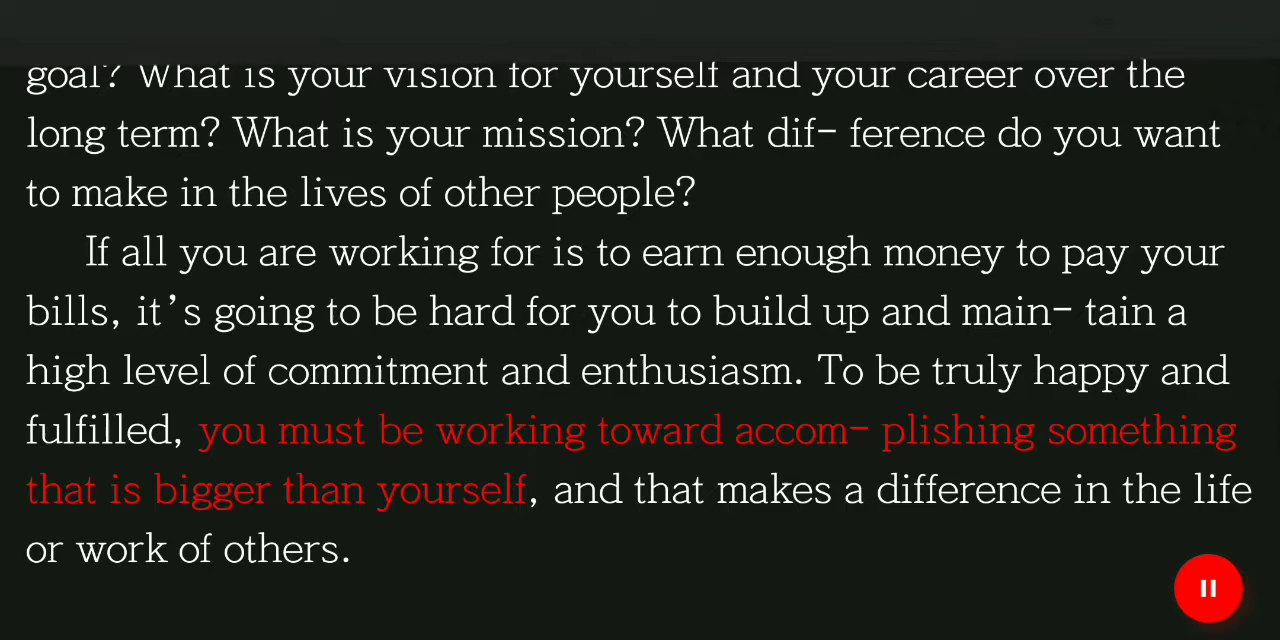 goal? What is your vision for yourself and your career over the
long term? What is your mission? What dif- ference do you want
to make in the lives of other people?
If all you are working for is to earn enough money to pay your
bills, it’s going to be hard for you to build up and main- tain a
high level of commitment and enthusiasm. To be truly happy and
fulfilled, you must be working toward accom- plishing something
that is bigger than yourself, and that makes a difference in the life
or work of others.